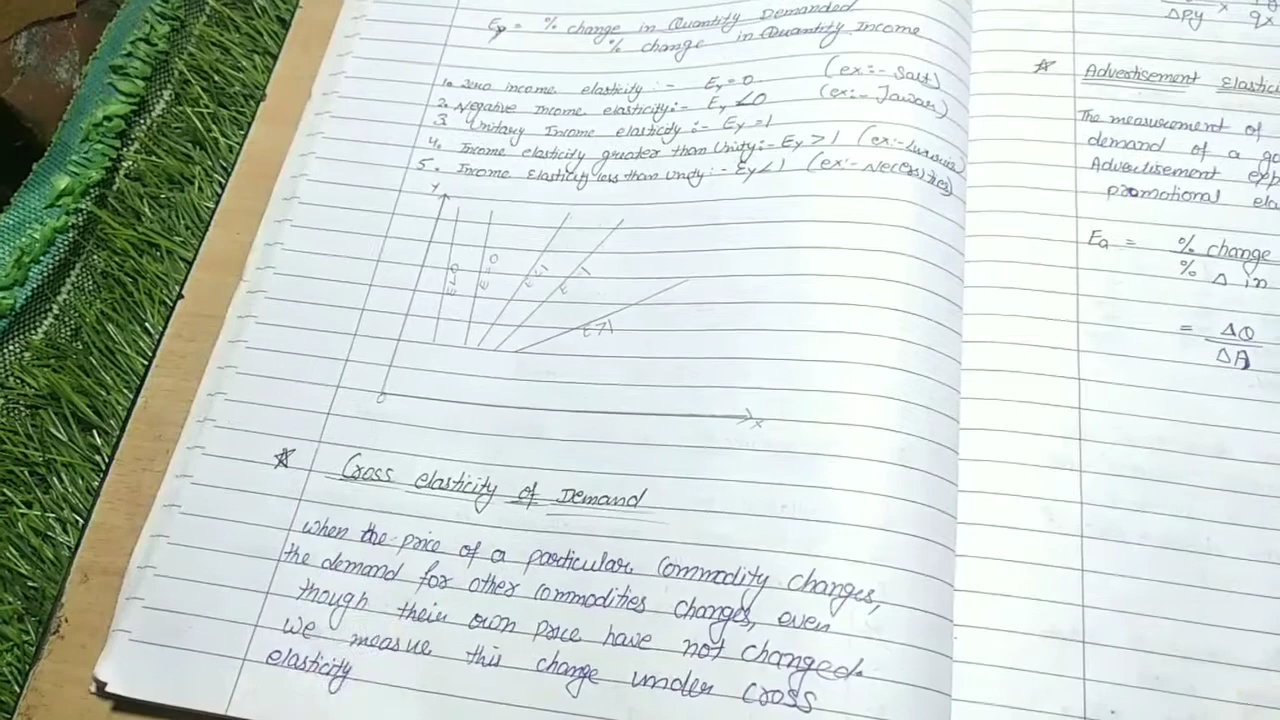 Ey = % change in Quantity Demanded
% change in Quantity Income
1. Zero income elasticity :- Ey = 0. (ex:- Salt)
2. Negative Income elasticity:- Ey < 0 (ex:- Jawar)
3. Unitary Income elasticity :- Ey = 1
4. Income elasticity greater than Unity:- Ey > 1 (ex:- Luxuries)
5. Income Elasticity less than Unity:- Ey < 1 (ex:- Necessities)
Y
E<0
E=0
E<1
E=1
E>1
O
X
Cross elasticity of Demand
when the price of a particular Commodity changes,
the demand for other Commodities changes, even
though their own price have not changed.
we measure this change under cross
elasticity
ΔPy × qx
Advertisement
The measurement of
demand of a
Advertisement
promotional
Ea = % change
% Δ in
= ΔQ
ΔA